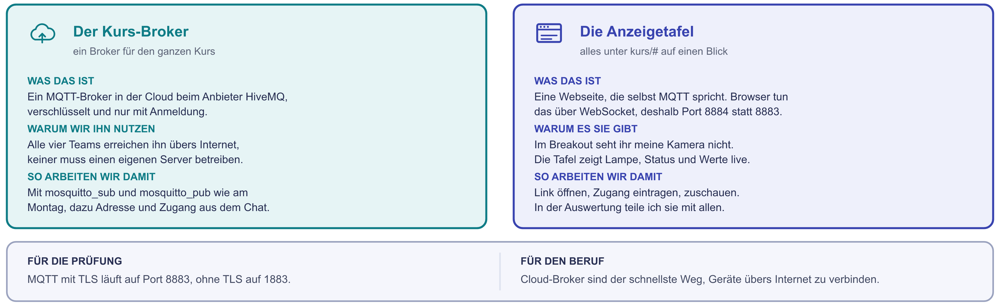 Der Kurs-Broker
ein Broker für den ganzen Kurs
WAS DAS IST
Ein MQTT-Broker in der Cloud beim Anbieter HiveMQ,
verschlüsselt und nur mit Anmeldung.
WARUM WIR IHN NUTZEN
Alle vier Teams erreichen ihn übers Internet,
keiner muss einen eigenen Server betreiben.
SO ARBEITEN WIR DAMIT
Mit mosquitto_sub und mosquitto_pub wie am
Montag, dazu Adresse und Zugang aus dem Chat.
Die Anzeigetafel
alles unter kurs/# auf einen Blick
WAS DAS IST
Eine Webseite, die selbst MQTT spricht. Browser tun
das über WebSocket, deshalb Port 8884 statt 8883.
WARUM ES SIE GIBT
Im Breakout seht ihr meine Kamera nicht.
Die Tafel zeigt Lampe, Status und Werte live.
SO ARBEITEN WIR DAMIT
Link öffnen, Zugang eintragen, zuschauen.
In der Auswertung teile ich sie mit allen.
FÜR DIE PRÜFUNG
MQTT mit TLS läuft auf Port 8883, ohne TLS auf 1883.
FÜR DEN BERUF
Cloud-Broker sind der schnellste Weg, Geräte übers Internet zu verbinden.